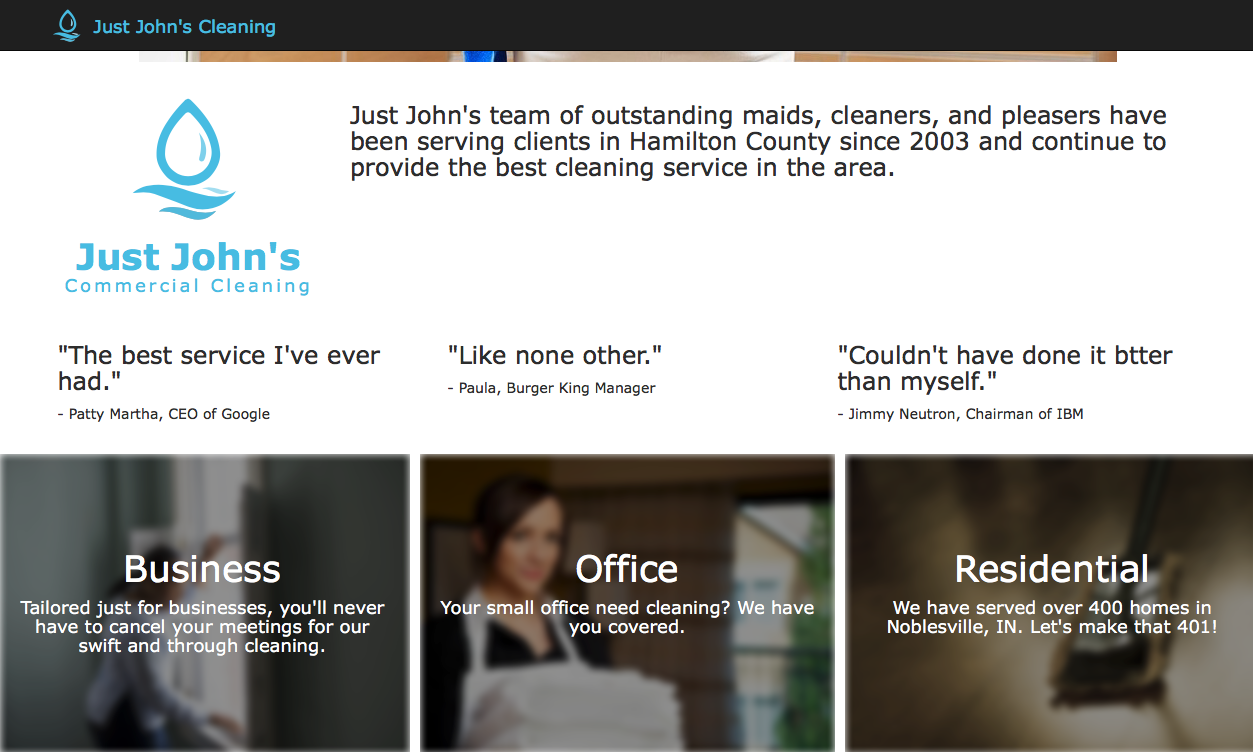 Just John's Cleaning
Just John's team of outstanding maids, cleaners, and pleasers have
been serving clients in Hamilton County since 2003 and continue to
provide the best cleaning service in the area.
Just John's
Commercial Cleaning
"The best service I've ever
had."
- Patty Martha, CEO of Google
"Like none other."
- Paula, Burger King Manager
"Couldn't have done it btter
than myself."
- Jimmy Neutron, Chairman of IBM
Business
Tailored just for businesses, you'll never
have to cancel your meetings for our
swift and through cleaning.
Office
Your small office need cleaning? We have
you covered.
Residential
We have served over 400 homes in
Noblesville, IN. Let's make that 401!